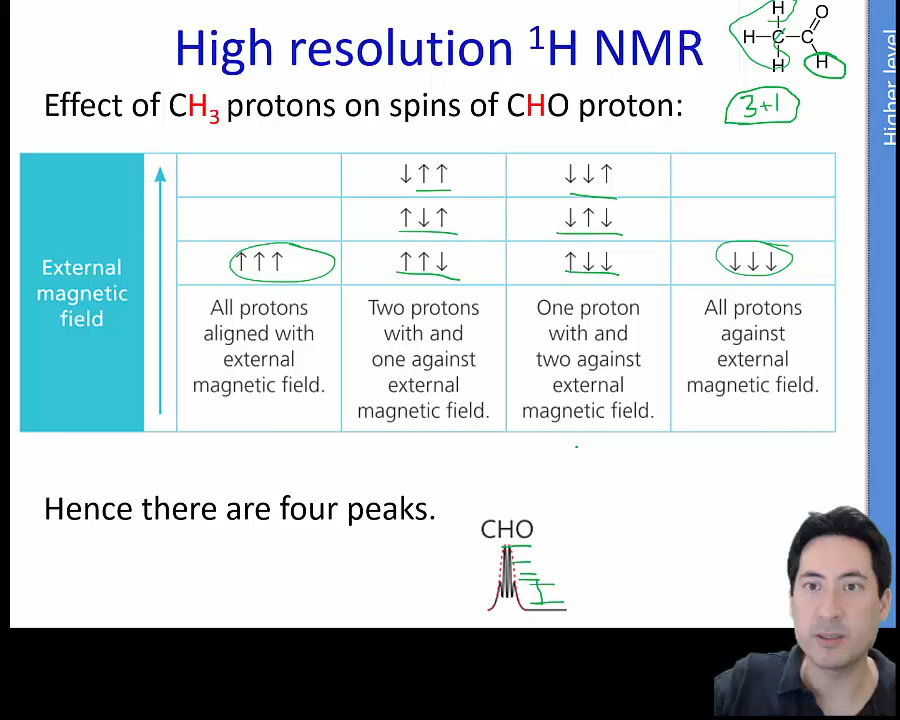 High resolution ¹H NMR
H
H–C–C
O
H
H
Effect of CH₃ protons on spins of CHO proton:
3+1
Higher level
↓↑↑
↓↓↑
↑↓↑
↓↑↓
↑↑↑
↑↑↓
↑↓↓
↓↓↓
External
magnetic
field
All protons
aligned with
external
magnetic field.
Two protons
with and
one against
external
magnetic field.
One proton
with and
two against
external
magnetic field.
All protons
against
external
magnetic field.
Hence there are four peaks.
CHO